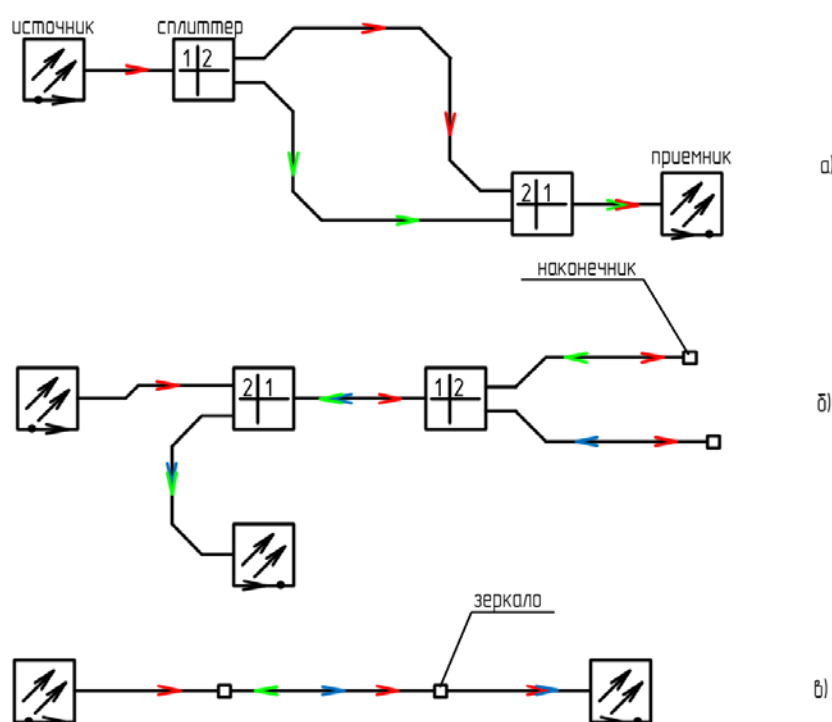 источник
сплиттер
1 2
2 1
приемник
а)
наконечник
2 1
1 2
б)
зеркало
в)